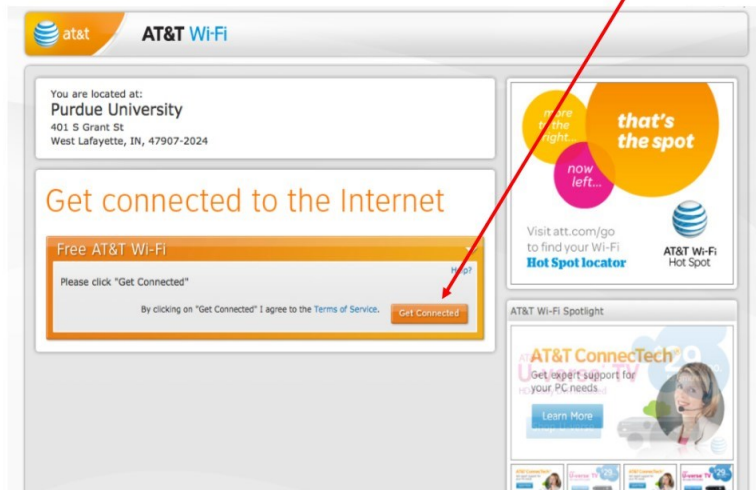 at&t
AT&T Wi-Fi
You are located at:
Purdue University
401 S Grant St
West Lafayette, IN, 47907-2024
Get connected to the Internet
Free AT&T Wi-Fi
Help?
Please click "Get Connected"
By clicking on "Get Connected" I agree to the Terms of Service.
Get Connected
more
to the
right...
that's
the spot
now
left...
Visit att.com/go
to find your Wi-Fi
Hot Spot locator
AT&T Wi-Fi
Hot Spot
AT&T Wi-Fi Spotlight
AT&T ConnecTech
U-verse TV
29
Get expert support for
your PC needs
Learn More